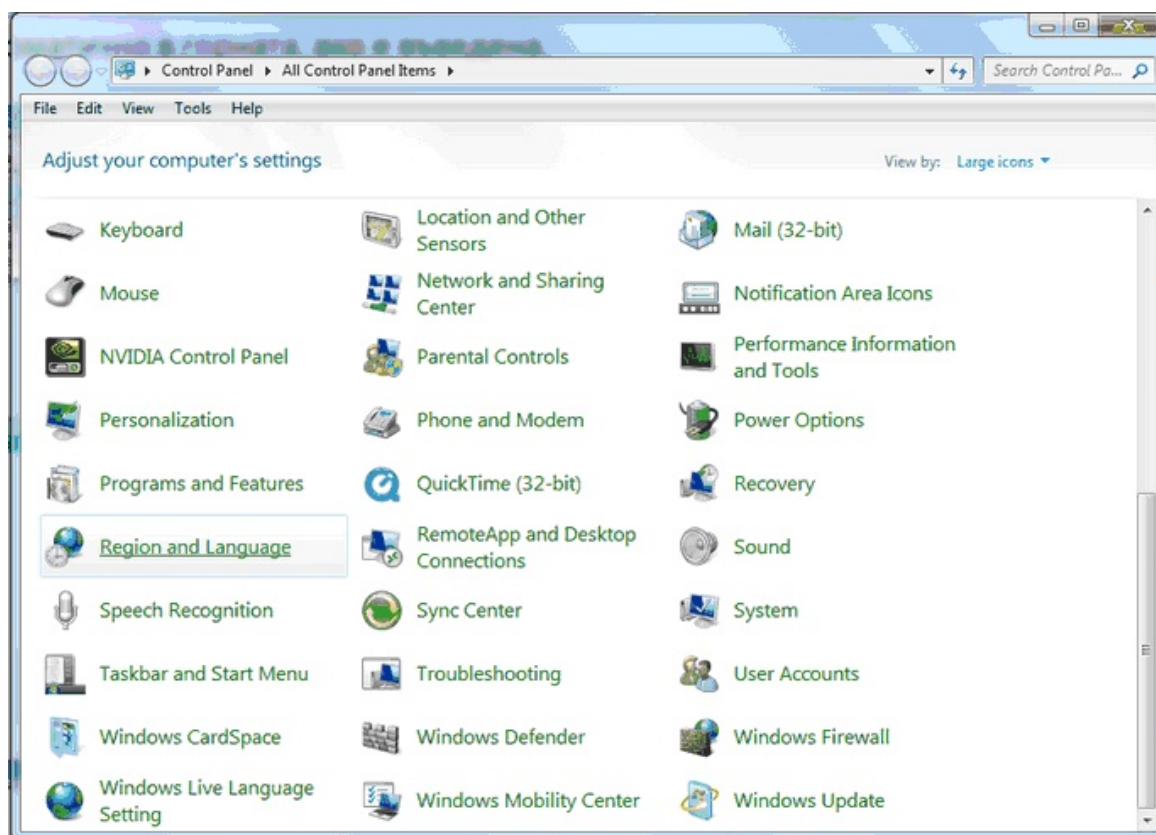 Control Panel ▸ All Control Panel Items ▸
Search Control Pa...
File Edit View Tools Help
Adjust your computer's settings
View by: Large icons
Keyboard
Location and Other
Sensors
Mail (32-bit)
Mouse
Network and Sharing
Center
Notification Area Icons
NVIDIA Control Panel
Parental Controls
Performance Information
and Tools
Personalization
Phone and Modem
Power Options
Programs and Features
QuickTime (32-bit)
Recovery
Region and Language
RemoteApp and Desktop
Connections
Sound
Speech Recognition
Sync Center
System
Taskbar and Start Menu
Troubleshooting
User Accounts
Windows CardSpace
Windows Defender
Windows Firewall
Windows Live Language
Setting
Windows Mobility Center
Windows Update